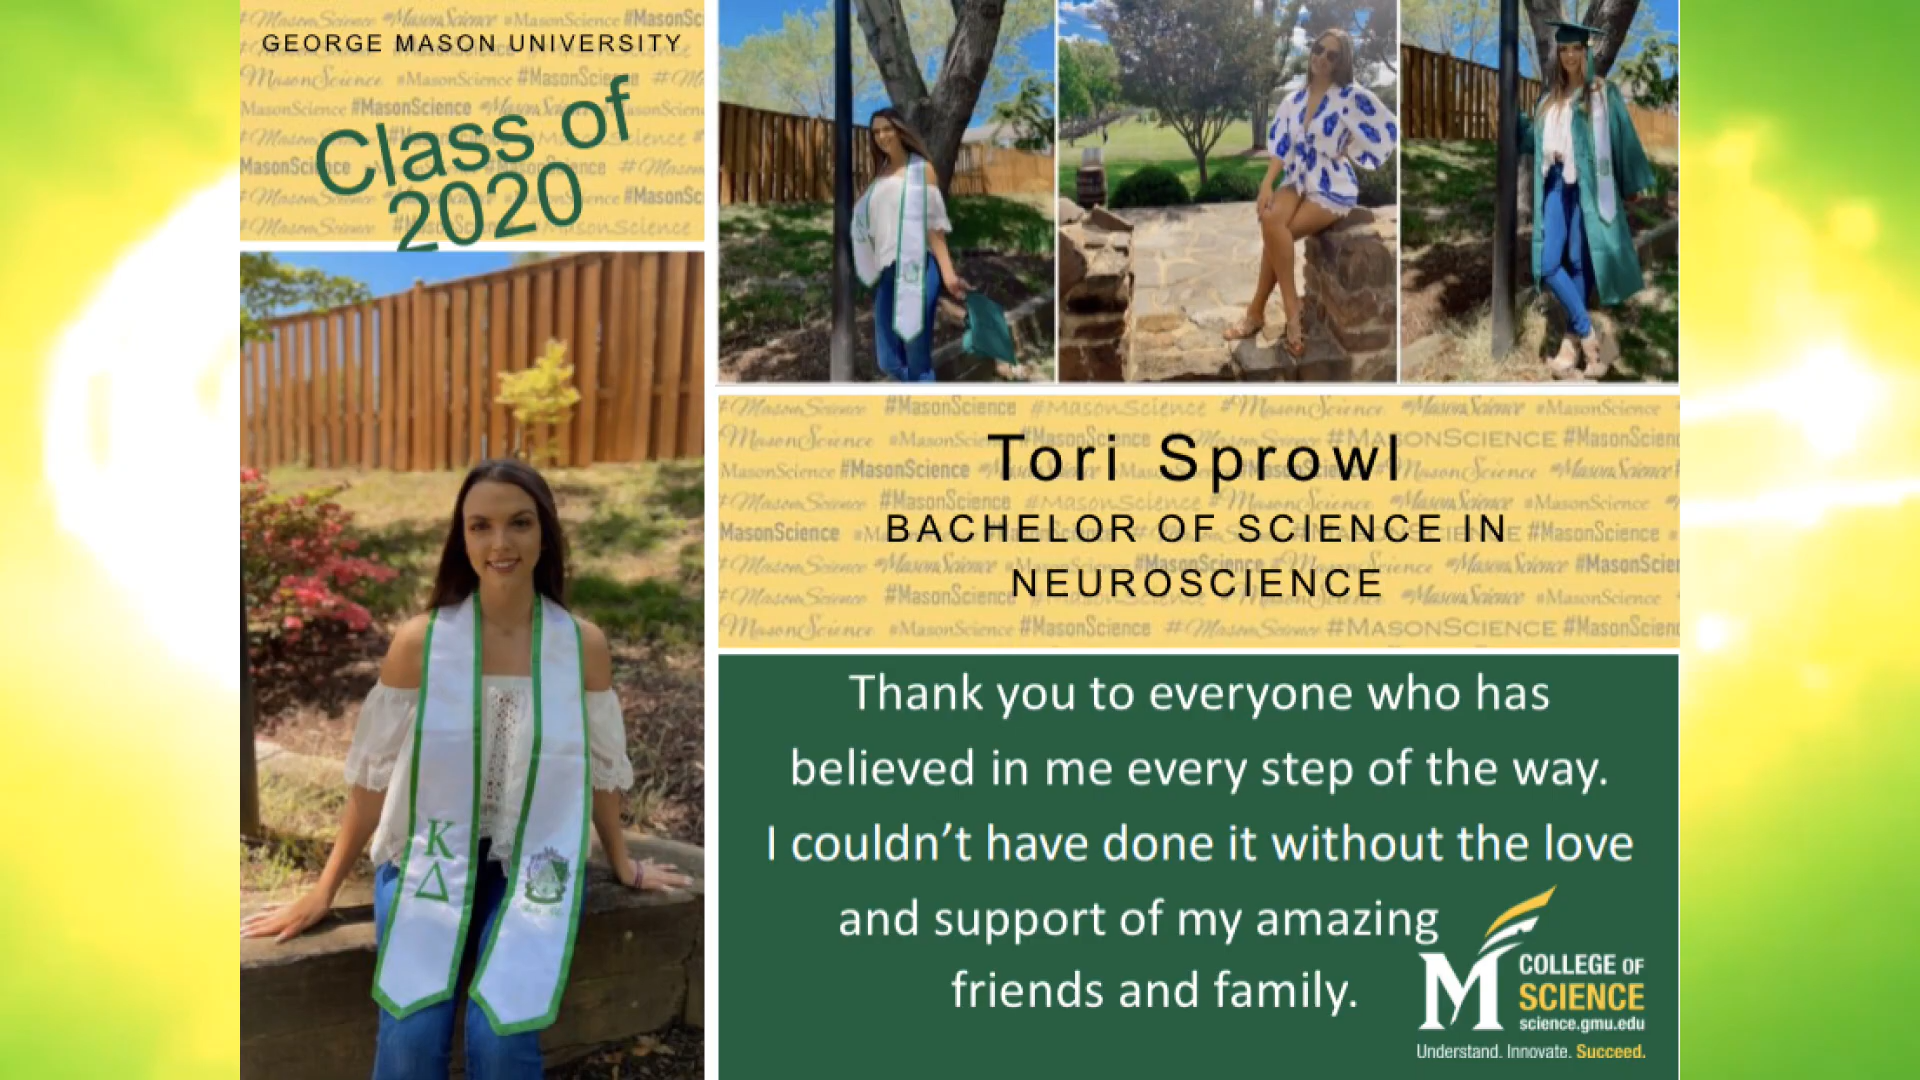 GEORGE MASON UNIVERSITY
Class of
2020
Tori Sprowl
BACHELOR OF SCIENCE IN
NEUROSCIENCE
Thank you to everyone who has
believed in me every step of the way.
I couldn't have done it without the love
and support of my amazing
friends and family.
K
Δ
M
COLLEGE OF
SCIENCE
science.gmu.edu
Understand. Innovate. Succeed.
#MasonScience